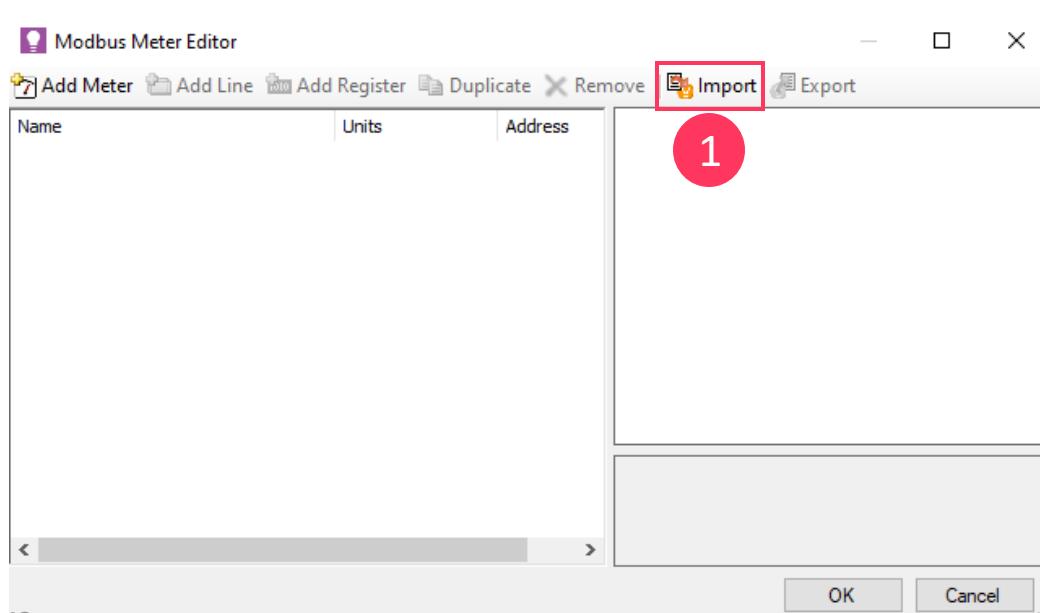 Modbus Meter Editor
Add Meter Add Line Add Register Duplicate Remove Import Export
Name Units Address
1
OK Cancel